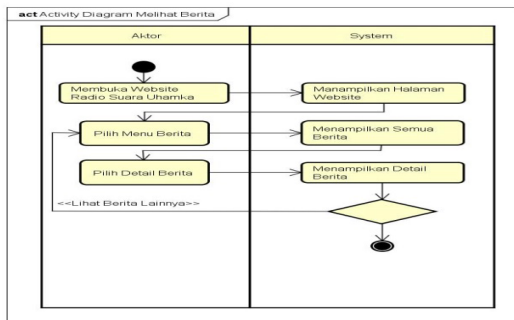 act Activity Diagram Melihat Berita
Aktor
System
Membuka Website
Radio Suara Uhamka
Manampilkan Halaman
Website
Pilih Menu Berita
Menampilkan Semua
Berita
Pilih Detail Berita
Menampilkan Detail
Berita
<<Lihat Berita Lainnya>>